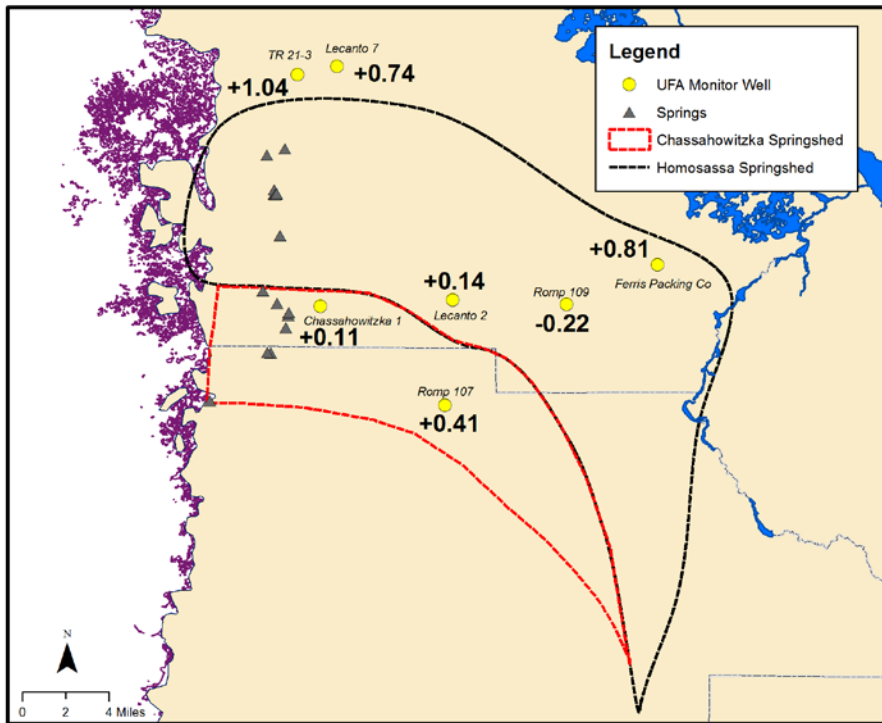 TR 21-3
Lecanto 7
+1.04
+0.74
Legend
UFA Monitor Well
Springs
Chassahowitzka Springshed
Homosassa Springshed
+0.81
Ferris Packing Co
+0.14
Lecanto 2
Romp 109
-0.22
Chassahowitzka 1
+0.11
Romp 107
+0.41
N
0 2 4 Miles